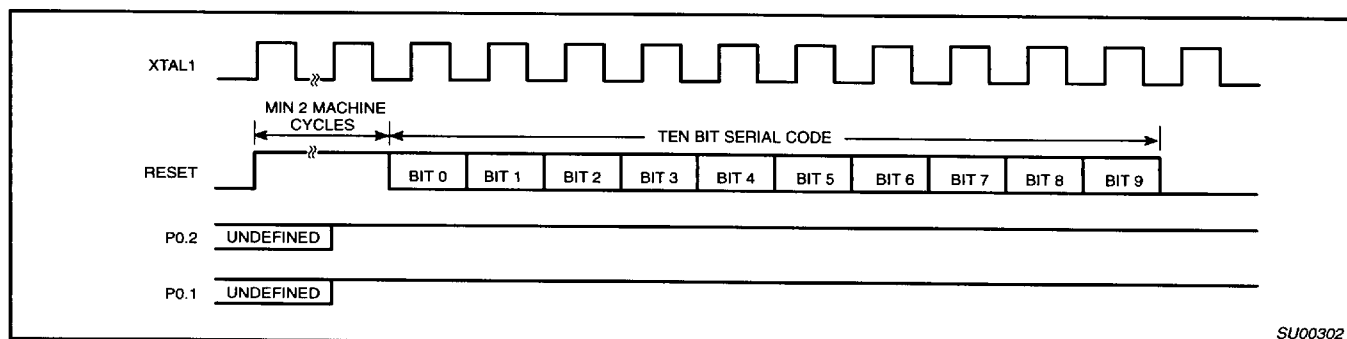 XTAL1
MIN 2 MACHINE
CYCLES
TEN BIT SERIAL CODE
RESET
BIT 0 BIT 1 BIT 2 BIT 3 BIT 4 BIT 5 BIT 6 BIT 7 BIT 8 BIT 9
P0.2 UNDEFINED
P0.1 UNDEFINED
SU00302